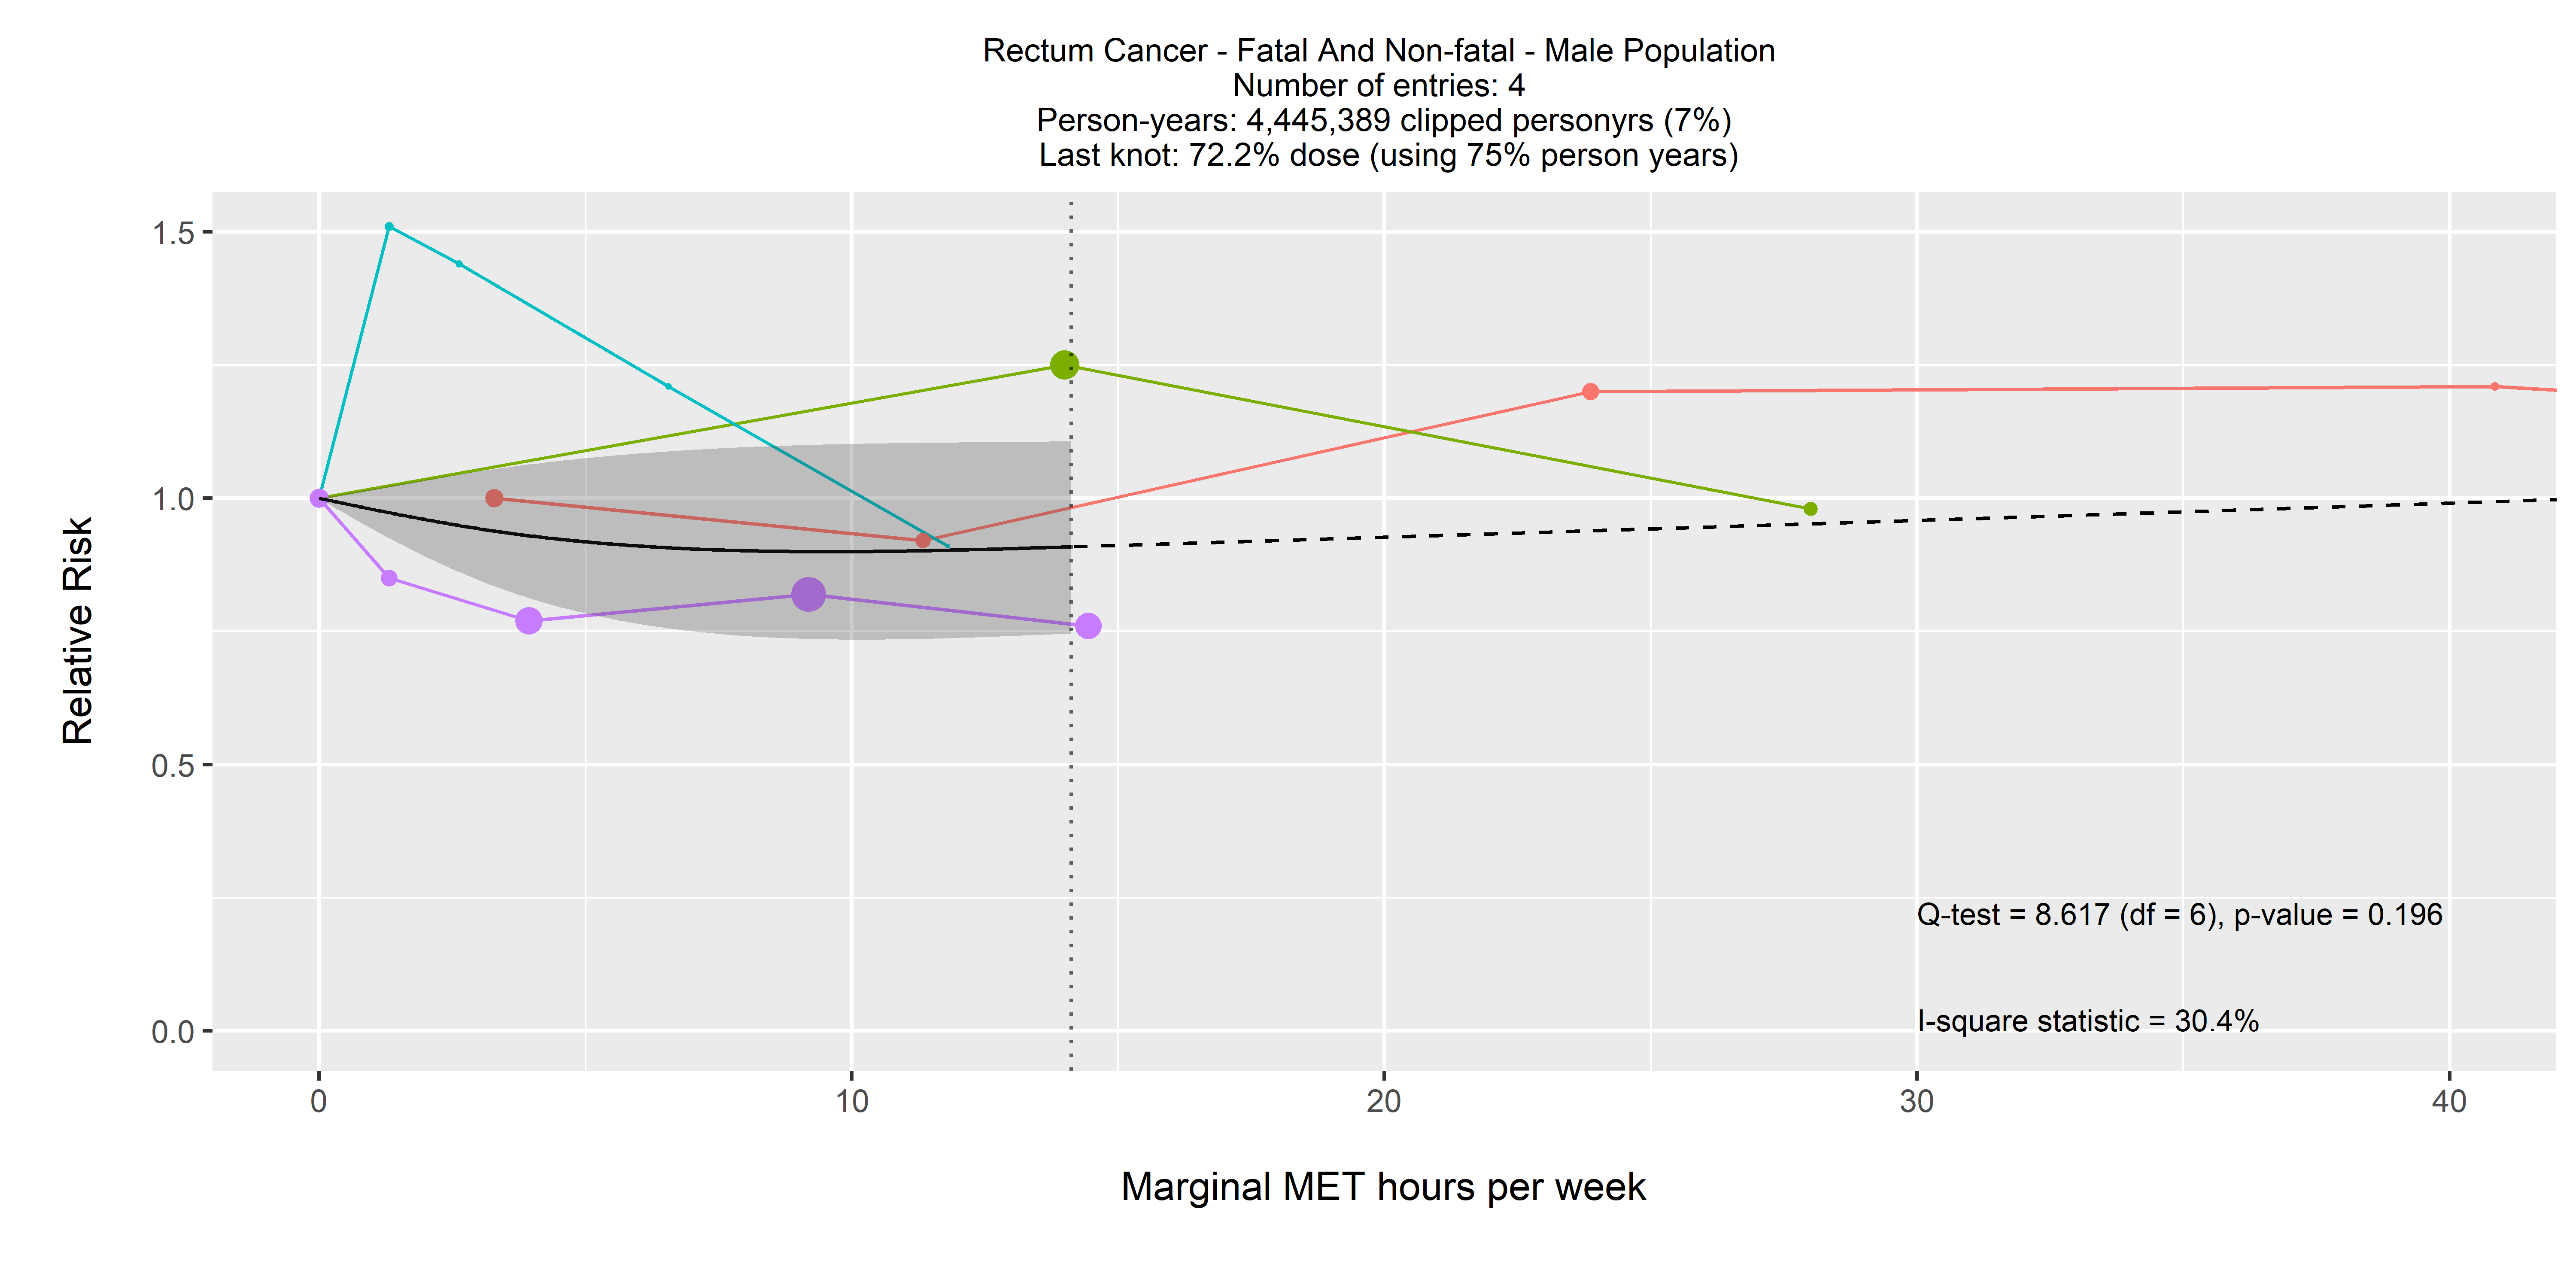 Rectum Cancer - Fatal And Non-fatal - Male Population
Number of entries: 4
Person-years: 4,445,389 clipped personyrs (7%)
Last knot: 72.2% dose (using 75% person years)
1.5
1.0
0.5
0.0
Relative Risk
Q-test = 8.617 (df = 6), p-value = 0.196
I-square statistic = 30.4%
0 10 20 30 40
Marginal MET hours per week